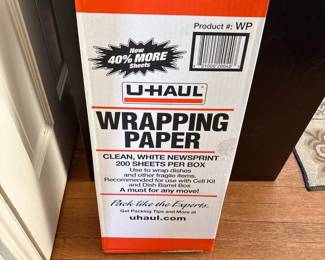 Product #: WP
Now
40% MORE
Sheets
U-HAUL
WRAPPING
PAPER
CLEAN, WHITE NEWSPRINT
200 SHEETS PER BOX
Use to wrap dishes
and other fragile items.
Recommended for use with Cell Kit
and Dish Barrel Box
A must for any move!
Pack like the Experts.
Get Packing Tips and More at
uhaul.com